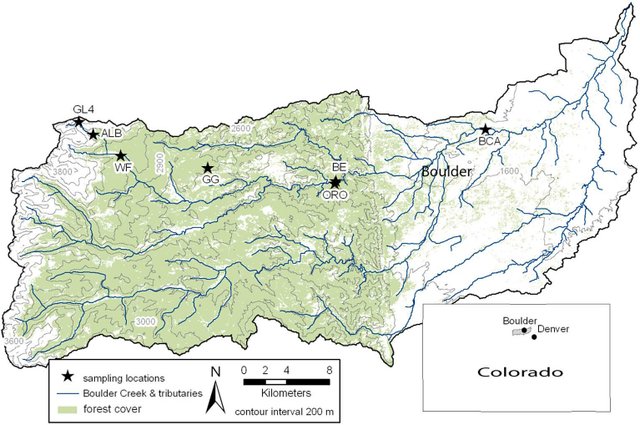 GL4
ALB
2600
BCA
3800
WF
2900
GG
BE
Boulder
1600
ORO
3600
3000
Boulder
Denver
Colorado
sampling locations
Boulder Creek & tributaries
forest cover
N
0 2 4 8
Kilometers
contour interval 200 m